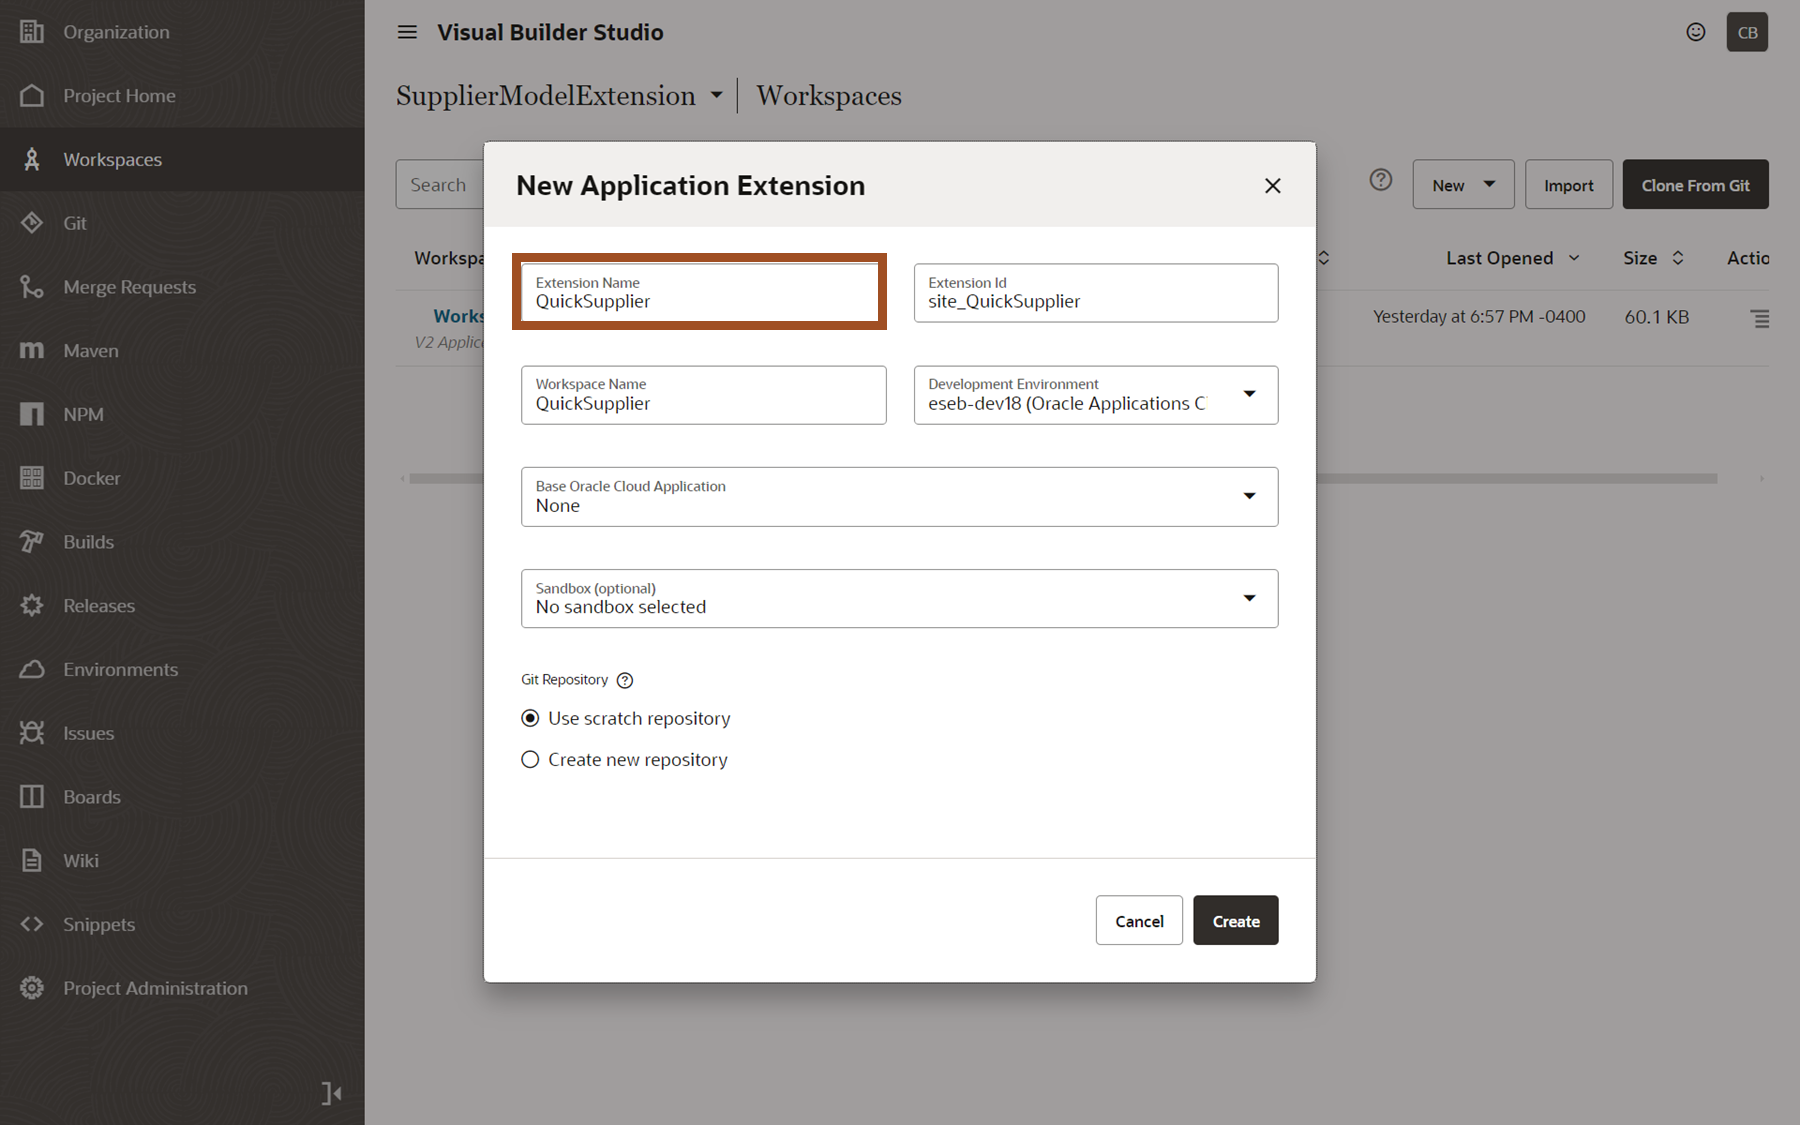 Organization
Project Home
Workspaces
Git
Merge Requests
Maven
NPM
Docker
Builds
Releases
Environments
Issues
Boards
Wiki
Snippets
Project Administration
Visual Builder Studio
CB
SupplierModelExtension
Workspaces
Search
New
Import
Clone From Git
Last Opened
Size
Yesterday at 6:57 PM -0400
60.1 KB
V2
New Application Extension
Extension Name
QuickSupplier
Extension Id
site_QuickSupplier
Workspace Name
QuickSupplier
Development Environment
eseb-dev18 (Oracle Applications C
Base Oracle Cloud Application
None
Sandbox (optional)
No sandbox selected
Git Repository
Use scratch repository
Create new repository
Cancel
Create